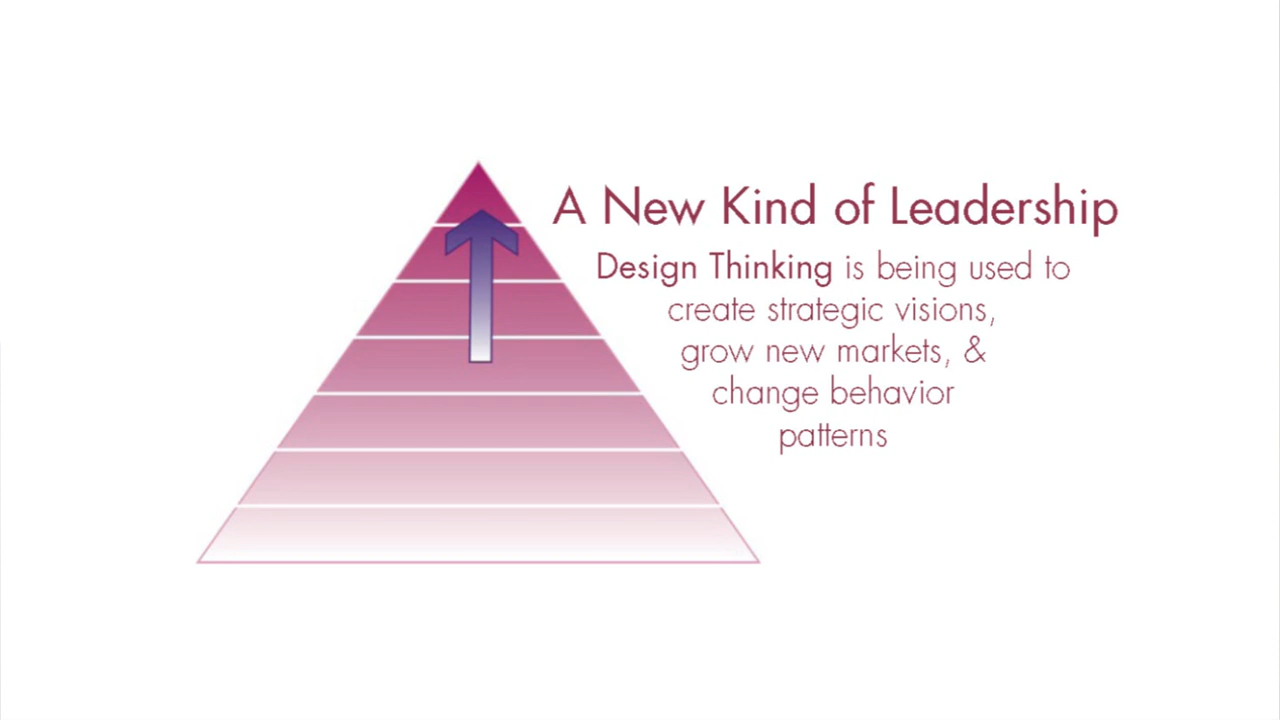 A New Kind of Leadership
Design Thinking is being used to
create strategic visions,
grow new markets, &
change behavior
patterns